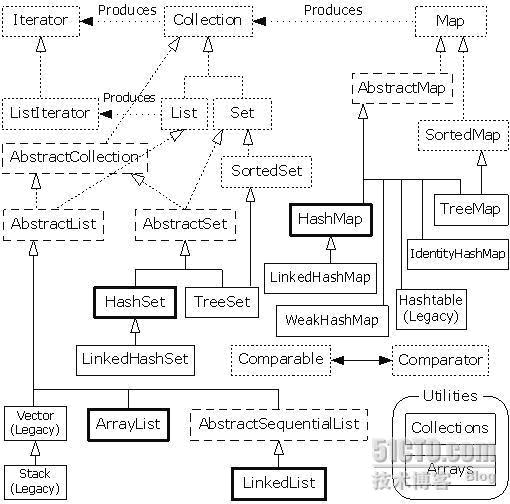 Iterator
Produces
Collection
Produces
Map
ListIterator
Produces
List
Set
AbstractMap
AbstractCollection
SortedSet
SortedMap
AbstractList
AbstractSet
HashMap
TreeMap
IdentityHashMap
LinkedHashMap
HashSet
TreeSet
WeakHashMap
Hashtable
(Legacy)
LinkedHashSet
Comparable
Comparator
Vector
(Legacy)
ArrayList
AbstractSequentialList
Utilities
Collections
Arrays
Stack
(Legacy)
LinkedList
51CTO.com
技术博客 Blog